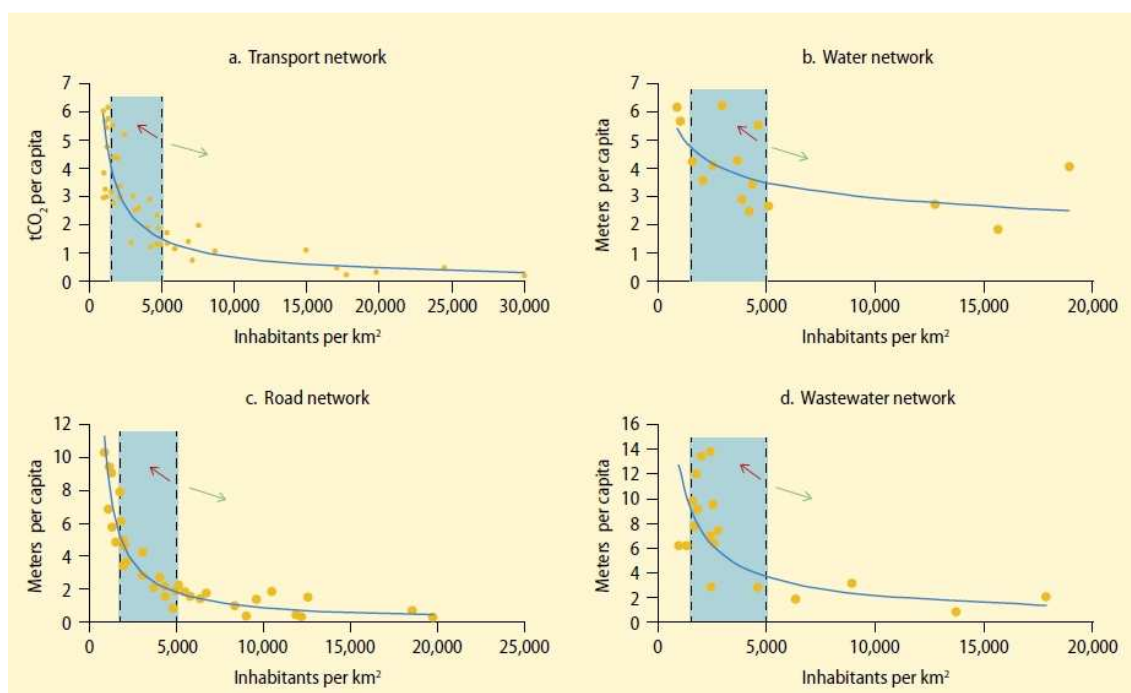 a. Transport network
7
6
5
4
3
2
1
0
tCO₂ per capita
0 5,000 10,000 15,000 20,000 25,000 30,000
Inhabitants per km²
b. Water network
7
6
5
4
3
2
1
0
Meters per capita
0 5,000 10,000 15,000 20,000
Inhabitants per km²
c. Road network
12
10
8
6
4
2
0
Meters per capita
0 5,000 10,000 15,000 20,000 25,000
Inhabitants per km²
d. Wastewater network
16
14
12
10
8
6
4
2
0
Meters per capita
0 5,000 10,000 15,000 20,000
Inhabitants per km²